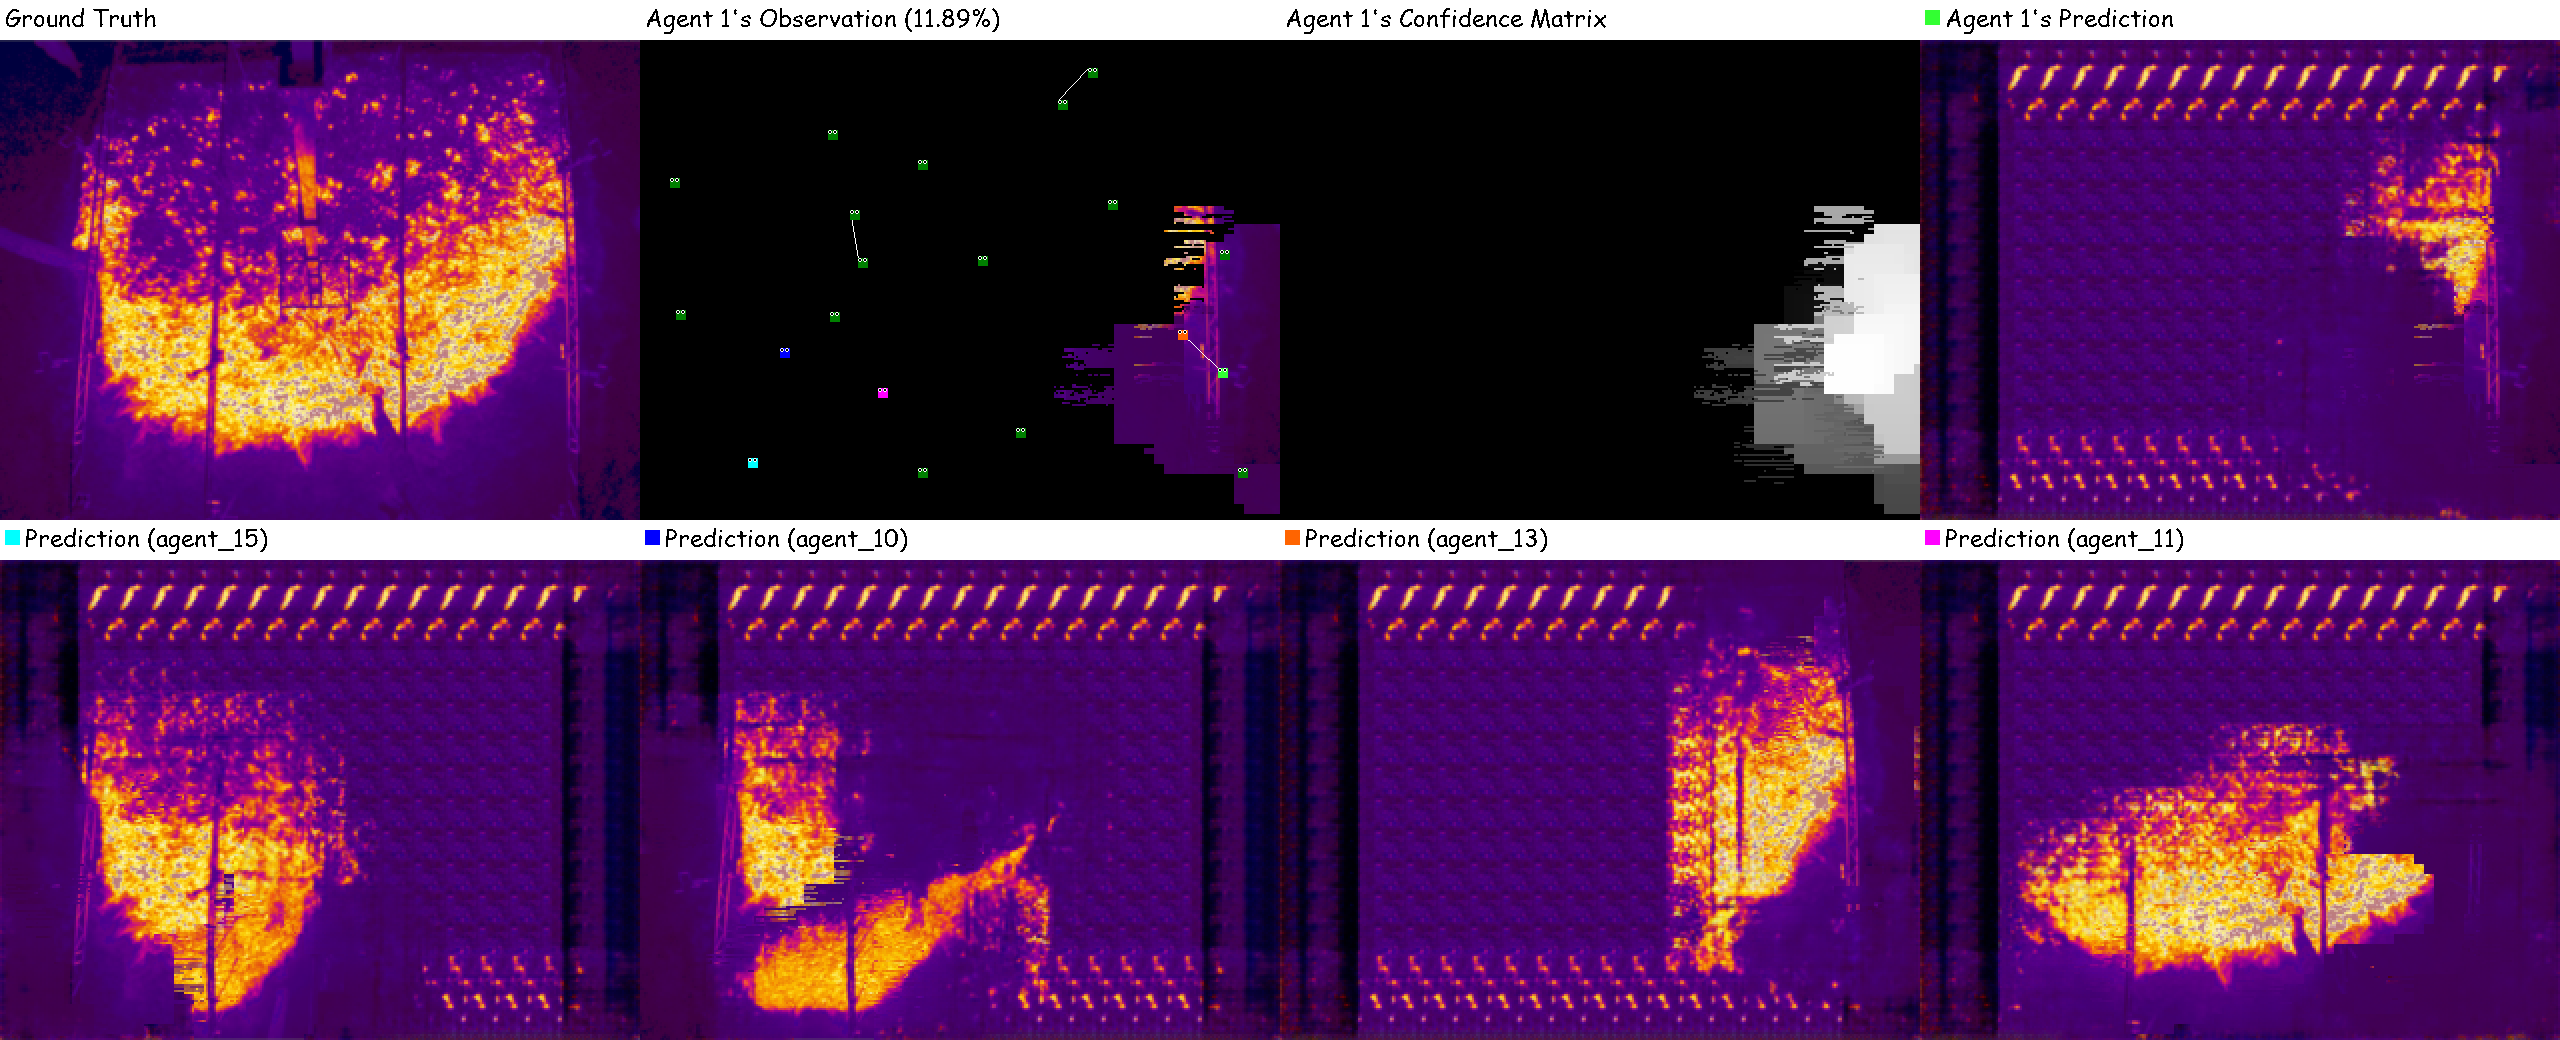 Ground Truth
Agent 1's Observation (11.89%)
Agent 1's Confidence Matrix
Agent 1's Prediction
Prediction (agent_15)
Prediction (agent_10)
Prediction (agent_13)
Prediction (agent_11)